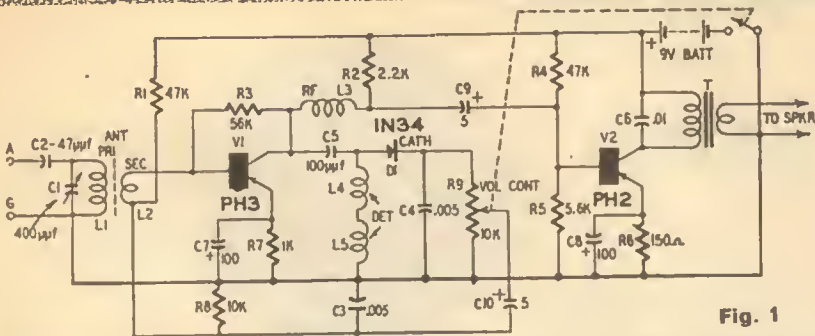 R1 47K
R2 2.2K
R3 56K
RF L3
C9 +
5
R4 47K
+ 9V BATT
C6 .01
T
TO SPKR
A C2-47µµf
ANT
PRI
SEC
C1
400µµf
G
L1
L2
V1
PH3
C5
100µµf
IN34
CATH
D1
L4
L5
DET
C4 .005
R9
VOL CONT
10K
R5 5.6K
V2
PH2
C7
+ 100
R7 1K
R8 10K
C3 .005
C10 + 5
C8
+ 100
R6
150Ω
Fig. 1